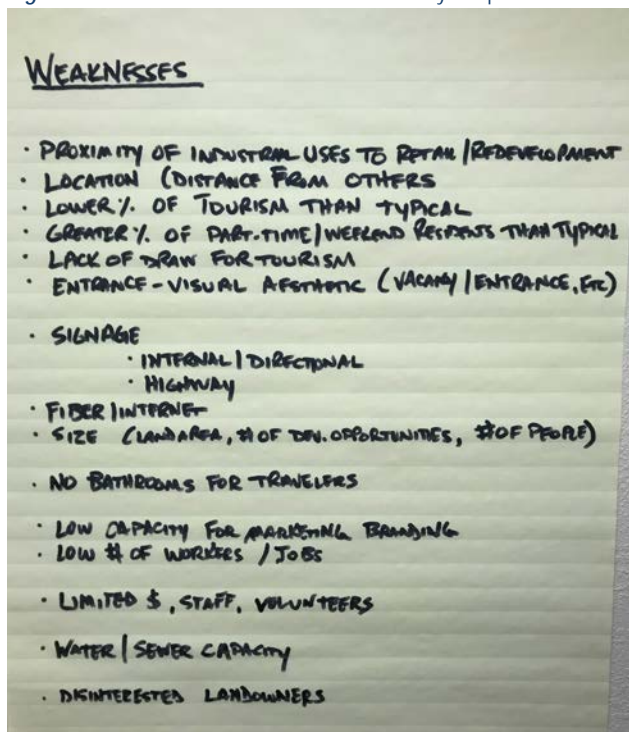 WEAKNESSES
· PROXIMITY OF INDUSTRIAL USES TO RETAIL/REDEVELOPMENT
· LOCATION (DISTANCE FROM OTHERS
· LOWER % OF TOURISM THAN TYPICAL
· GREATER % OF PART-TIME/WEEKEND RESIDENTS THAN TYPICAL
· LACK OF DRAW FOR TOURISM
· ENTRANCE - VISUAL AESTHETIC (VACANCY/ENTRANCE, ETC)
· SIGNAGE
· INTERNAL/DIRECTIONAL
· HIGHWAY
· FIBER/INTERNET
· SIZE (LAND AREA, # OF DEV. OPPORTUNITIES, # OF PEOPLE)
· NO BATHROOMS FOR TRAVELERS
· LOW CAPACITY FOR MARKETING BRANDING
· LOW # OF WORKERS / JOBS
· LIMITED $, STAFF, VOLUNTEERS
· WATER/SEWER CAPACITY
· DISINTERESTED LANDOWNERS